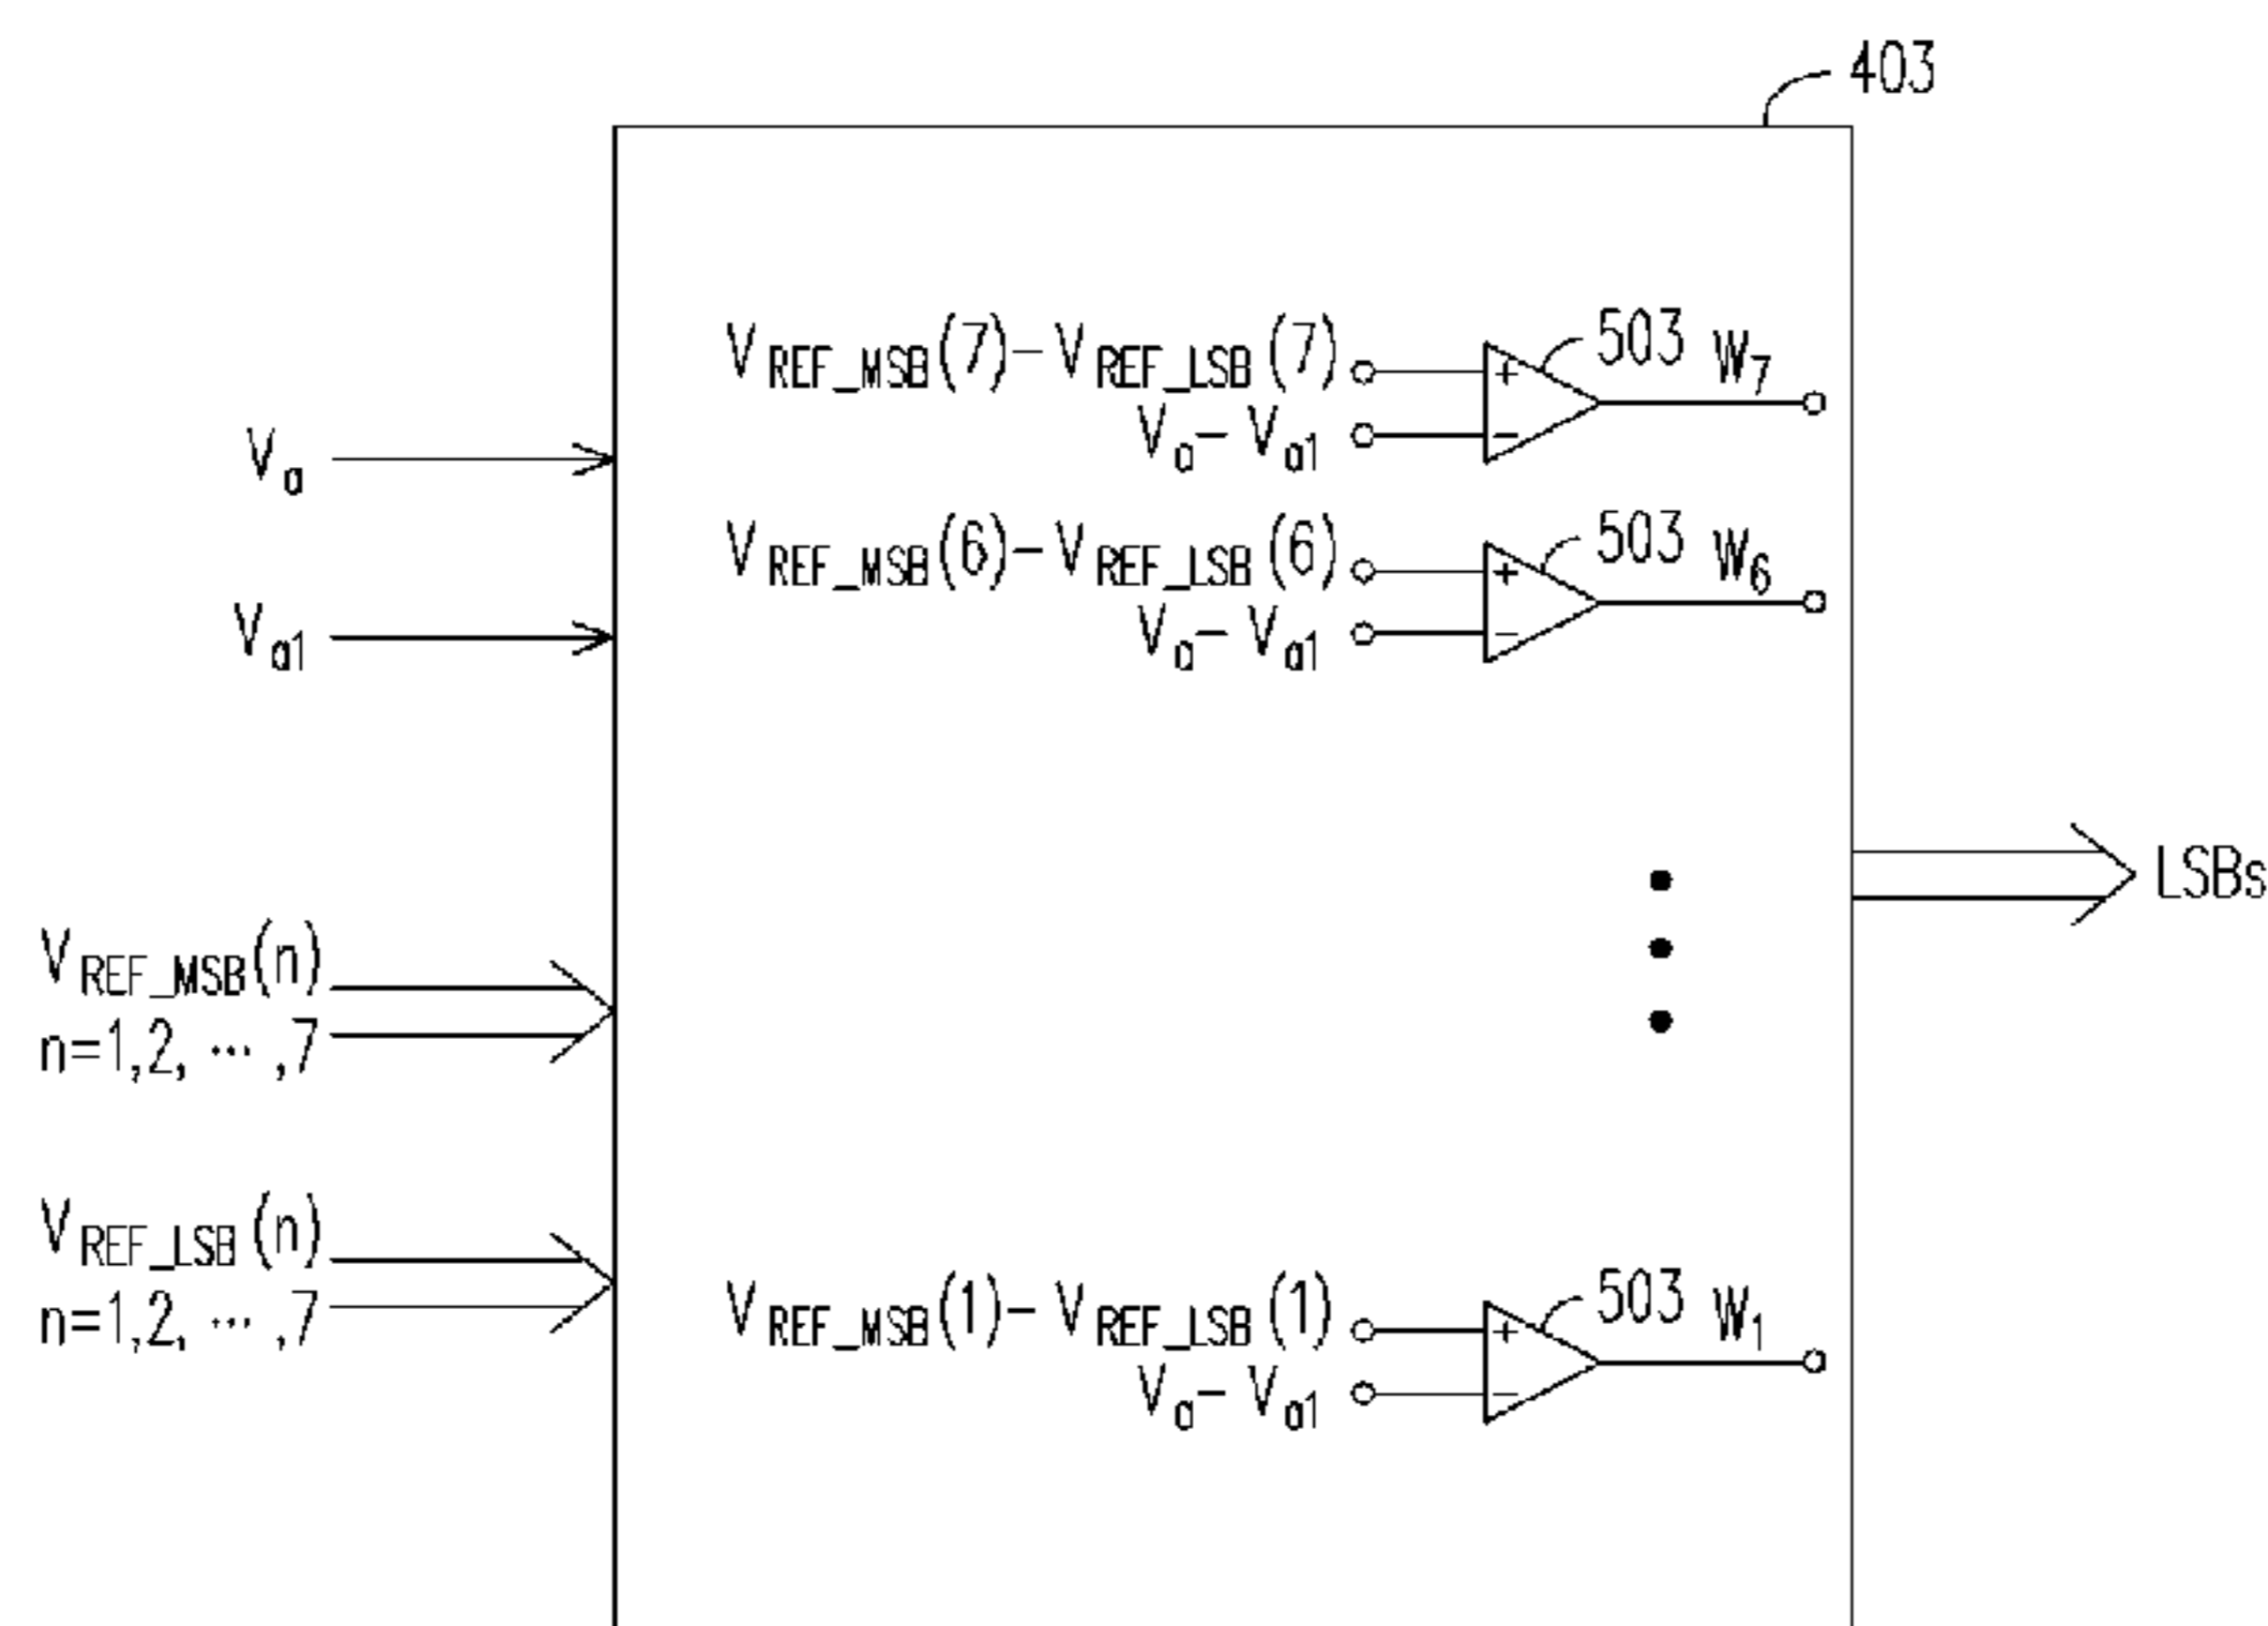 403
V_REF_MSB(7)-V_REF_LSB(7)
503 W_7
V_a-V_a1
V_a
V_REF_MSB(6)-V_REF_LSB(6)
503 W_6
V_a-V_a1
V_a1
LSBs
V_REF_MSB(n)
n=1,2, ⋯ ,7
V_REF_LSB(n)
n=1,2, ⋯ ,7
V_REF_MSB(1)-V_REF_LSB(1)
503 W_1
V_a-V_a1